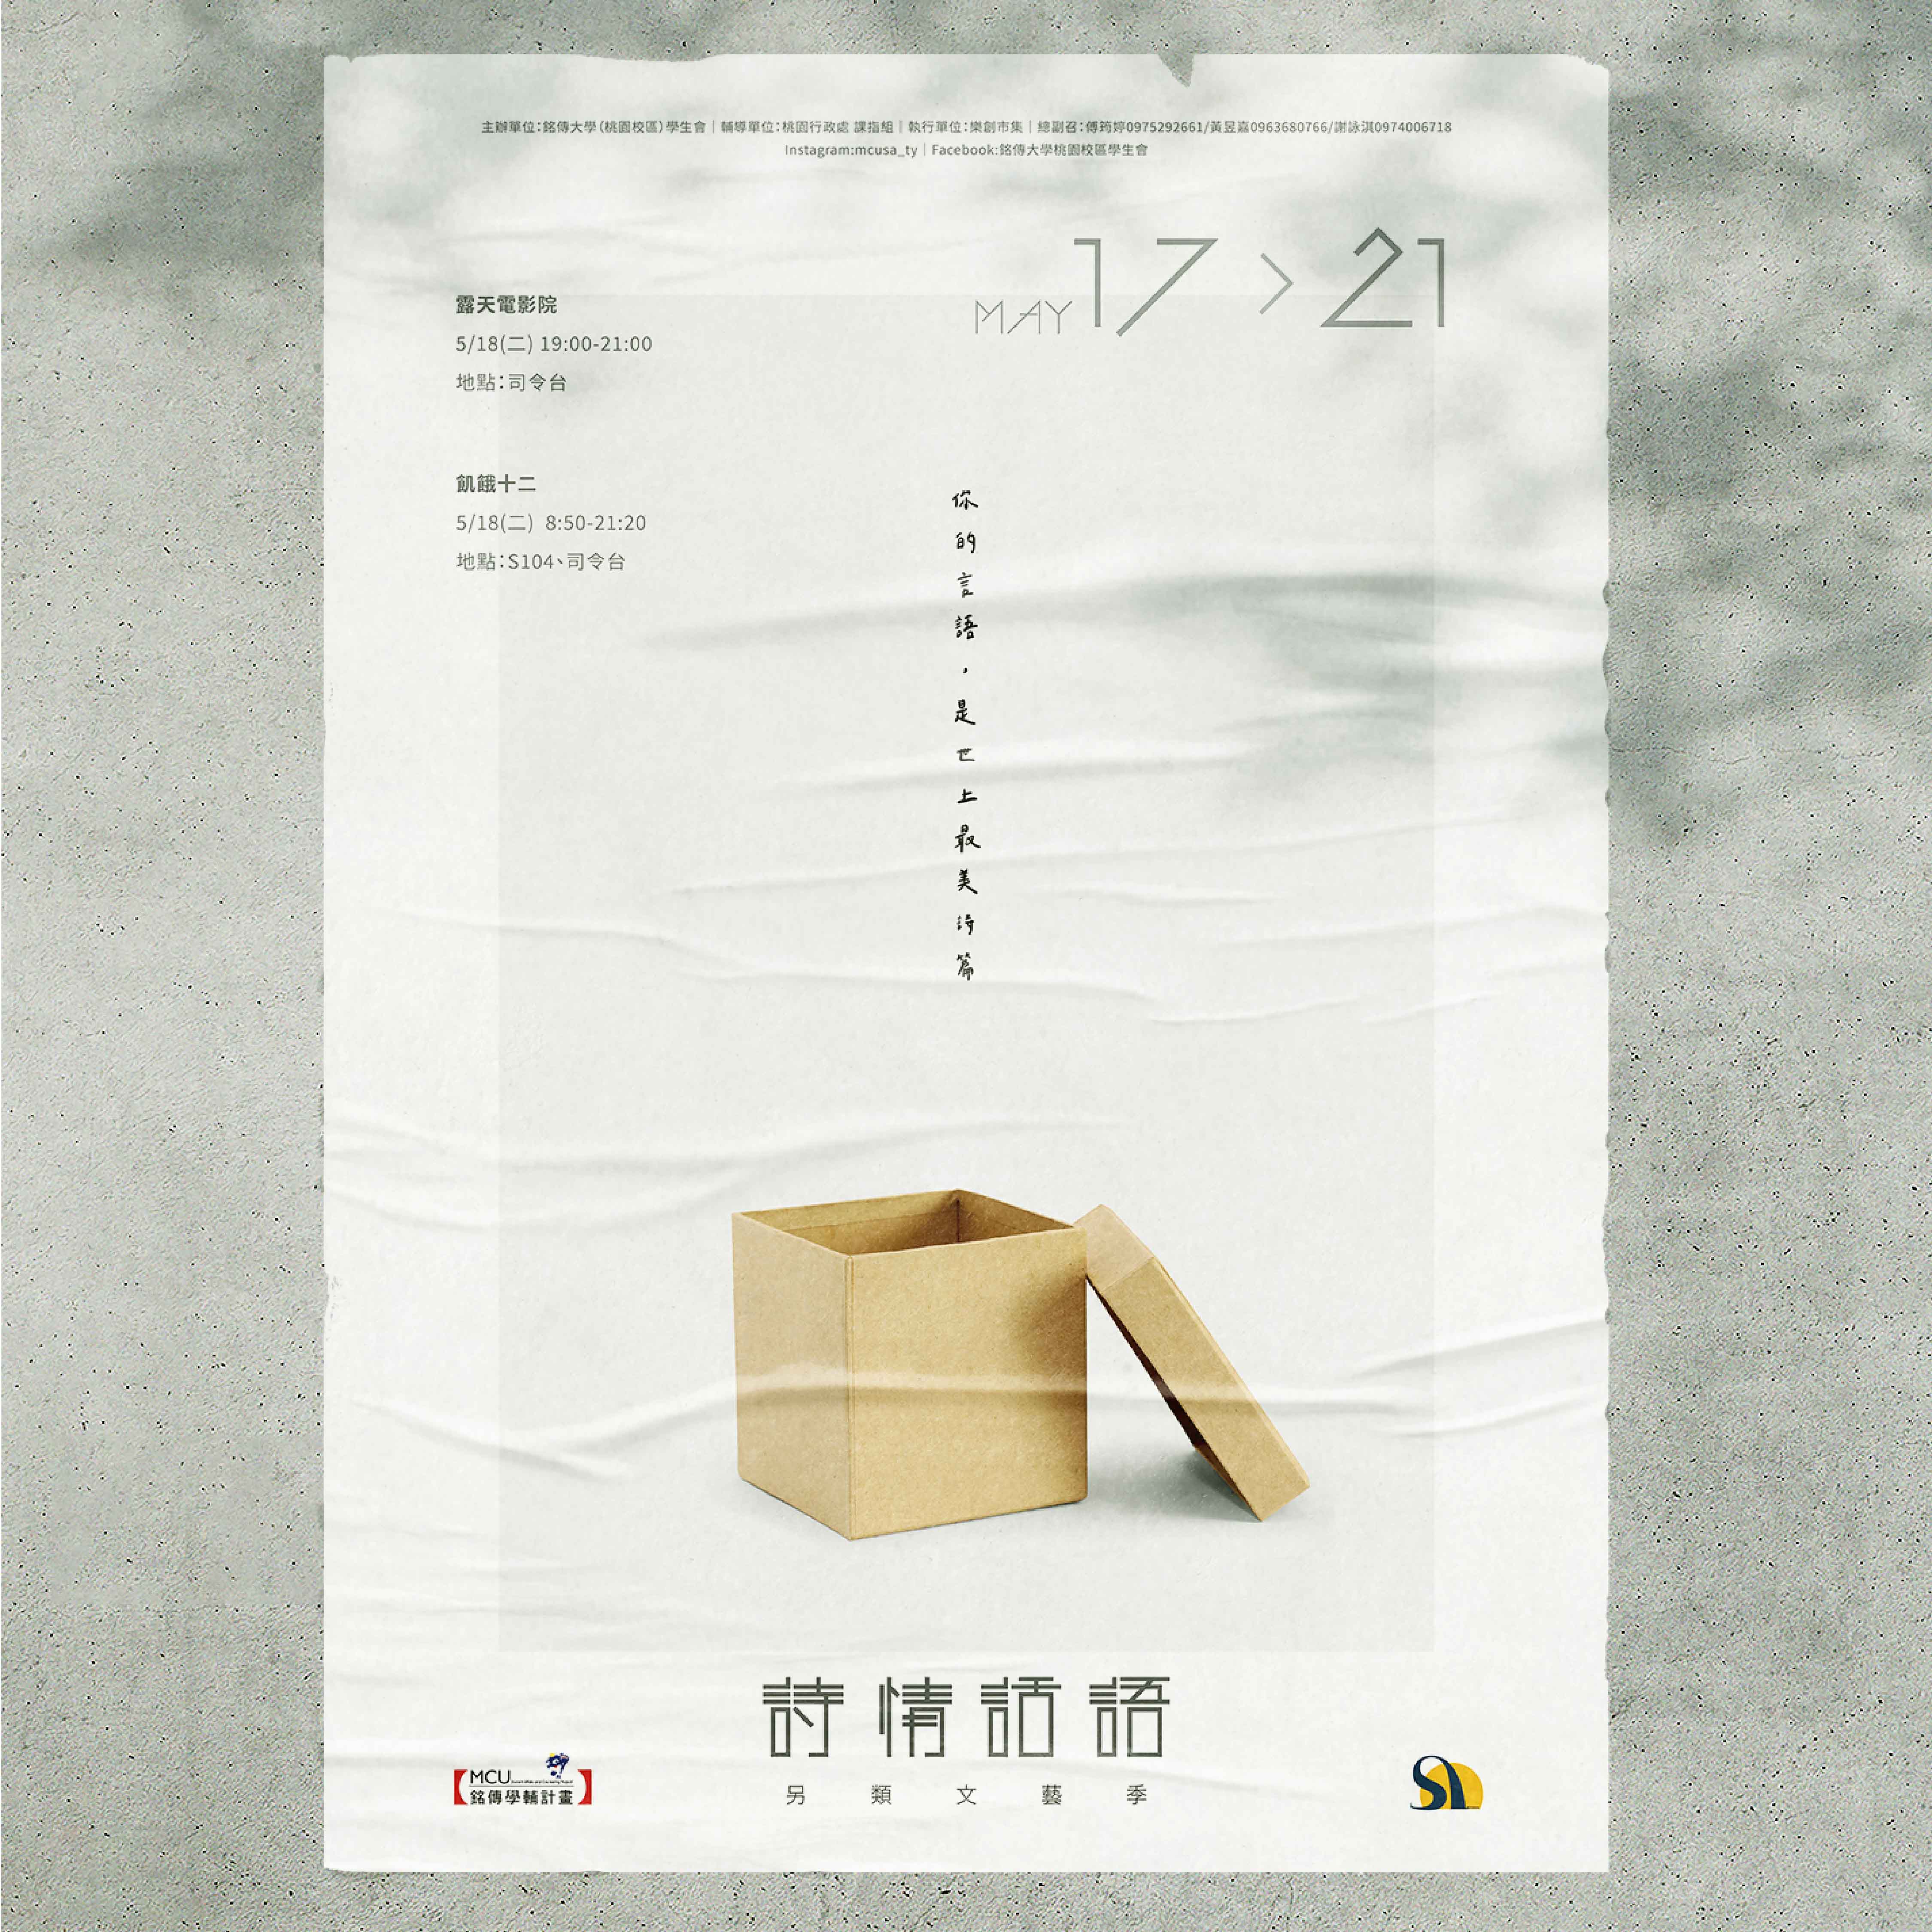 主辦單位：銘傳大學（桃園校區）學生會｜輔導單位：桃園行政處 課指組｜執行單位：樂創市集｜總副召：傅筠婷0975292661/黃昱嘉0963680766/謝詠淇0974006718
Instagram:mcusa_ty｜Facebook:銘傳大學桃園校區學生會
MAY 17 > 21
露天電影院
5/18(二) 19:00-21:00
地點：司令台
飢餓十二
5/18(二) 8:50-21:20
地點：S104、司令台
你的言語，是世上最美詩篇
詩情話語
另類文藝季
MCU
銘傳學輔計畫
SA